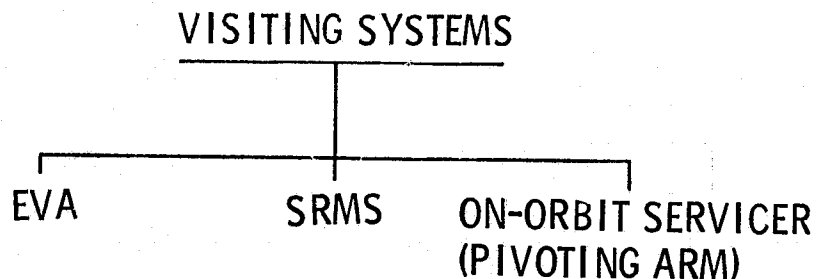 VISITING SYSTEMS
EVA
SRMS
ON-ORBIT SERVICER
(PIVOTING ARM)